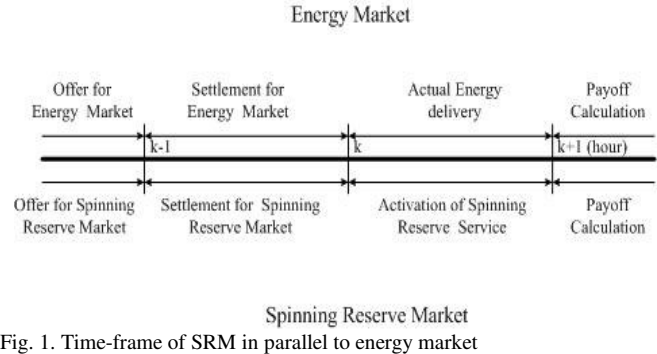 Energy Market
Offer for
Energy Market
Settlement for
Energy Market
Actual Energy
delivery
Payoff
Calculation
k-1
k
k+1 (hour)
Offer for Spinning
Reserve Market
Settlement for Spinning
Reserve Market
Activation of Spinning
Reserve Service
Payoff
Calculation
Spinning Reserve Market
Fig. 1. Time-frame of SRM in parallel to energy market